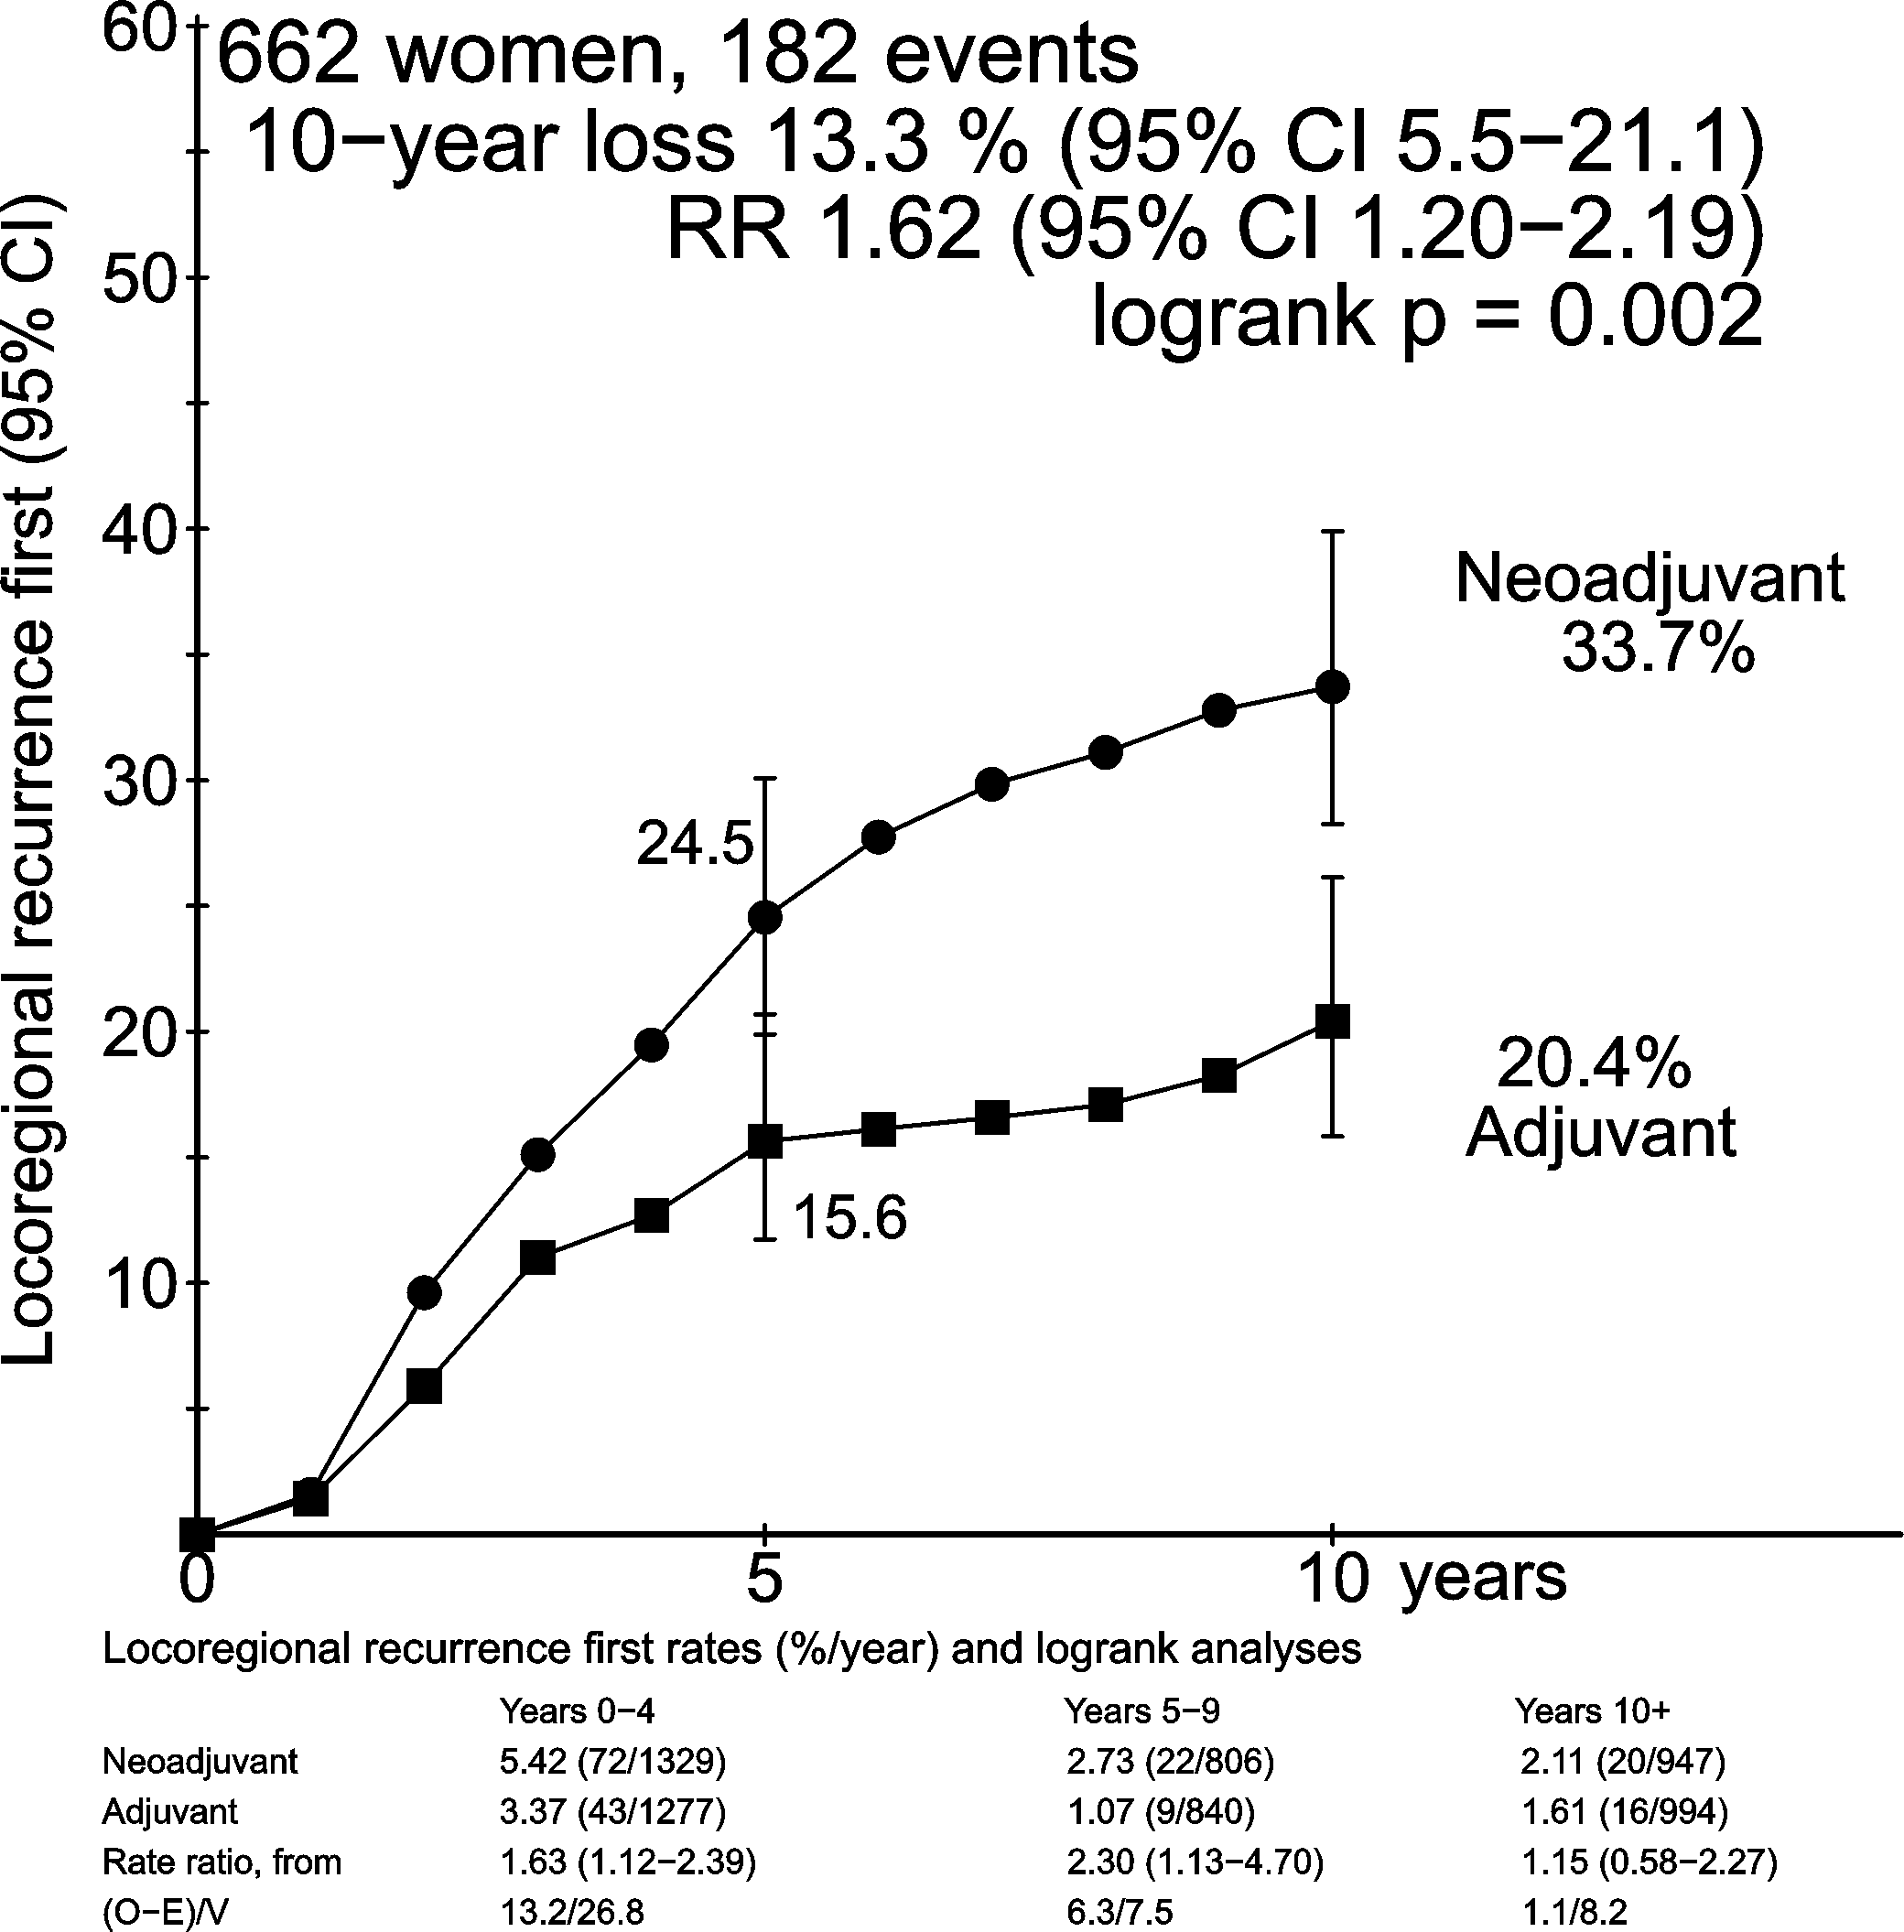 662 women, 182 events
10−year loss 13.3 % (95% CI 5.5−21.1)
RR 1.62 (95% CI 1.20−2.19)
logrank p = 0.002
Locoregional recurrence first (95% CI)
60
50
40
30
20
10
Neoadjuvant
33.7%
24.5
20.4%
Adjuvant
15.6
0 5 10 years
Locoregional recurrence first rates (%/year) and logrank analyses
Years 0−4 Years 5−9 Years 10+
Neoadjuvant 5.42 (72/1329) 2.73 (22/806) 2.11 (20/947)
Adjuvant 3.37 (43/1277) 1.07 (9/840) 1.61 (16/994)
Rate ratio, from 1.63 (1.12−2.39) 2.30 (1.13−4.70) 1.15 (0.58−2.27)
(O−E)/V 13.2/26.8 6.3/7.5 1.1/8.2